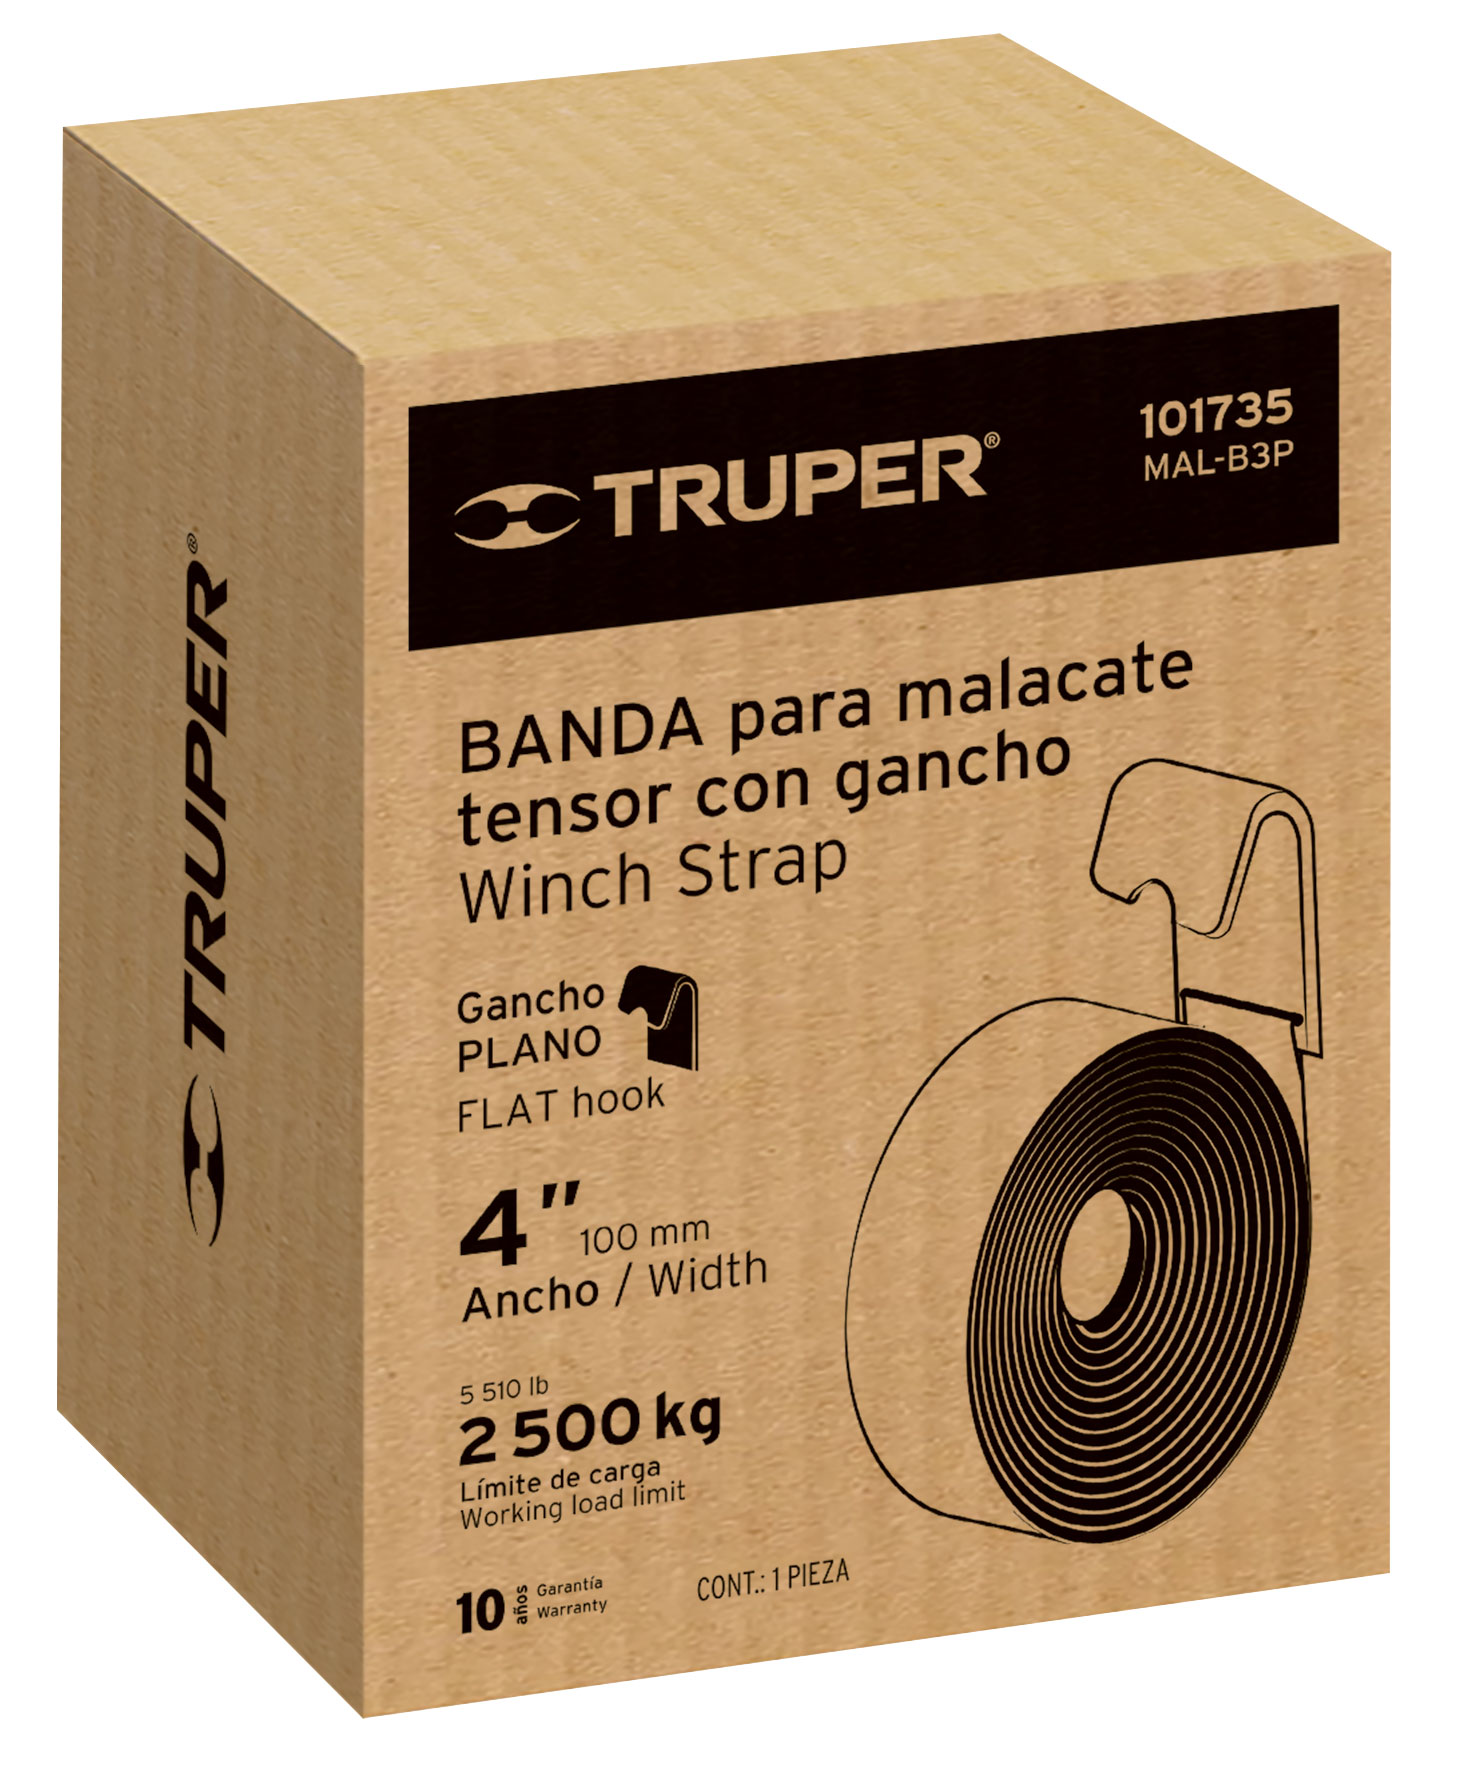 TRUPER®
101735
MAL-B3P
BANDA para malacate
tensor con gancho
Winch Strap
Gancho
PLANO
FLAT hook
4" 100 mm
Ancho / Width
5 510 lb
2 500 kg
Límite de carga
Working load limit
10 años Garantía
Warranty
CONT.: 1 PIEZA
TRUPER®